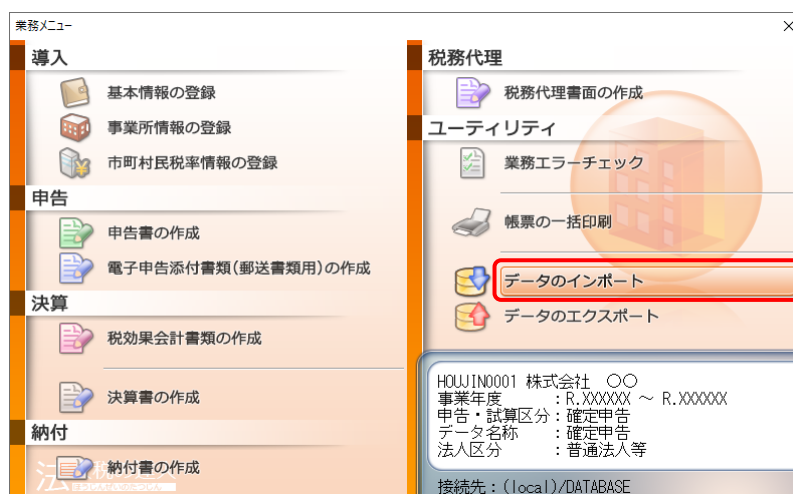 業務メニュー
導入
基本情報の登録
事業所情報の登録
市町村民税率情報の登録
申告
申告書の作成
電子申告添付書類(郵送書類用)の作成
決算
税効果会計書類の作成
決算書の作成
納付
納付書の作成
税務代理
税務代理書面の作成
ユーティリティ
業務エラーチェック
帳票の一括印刷
データのインポート
データのエクスポート
HOUJIN0001 株式会社 〇〇
事業年度 :R.XXXXXX ~ R.XXXXXX
申告・試算区分:確定申告
データ名称 :確定申告
法人区分 :普通法人等
接続先:(local)/DATABASE